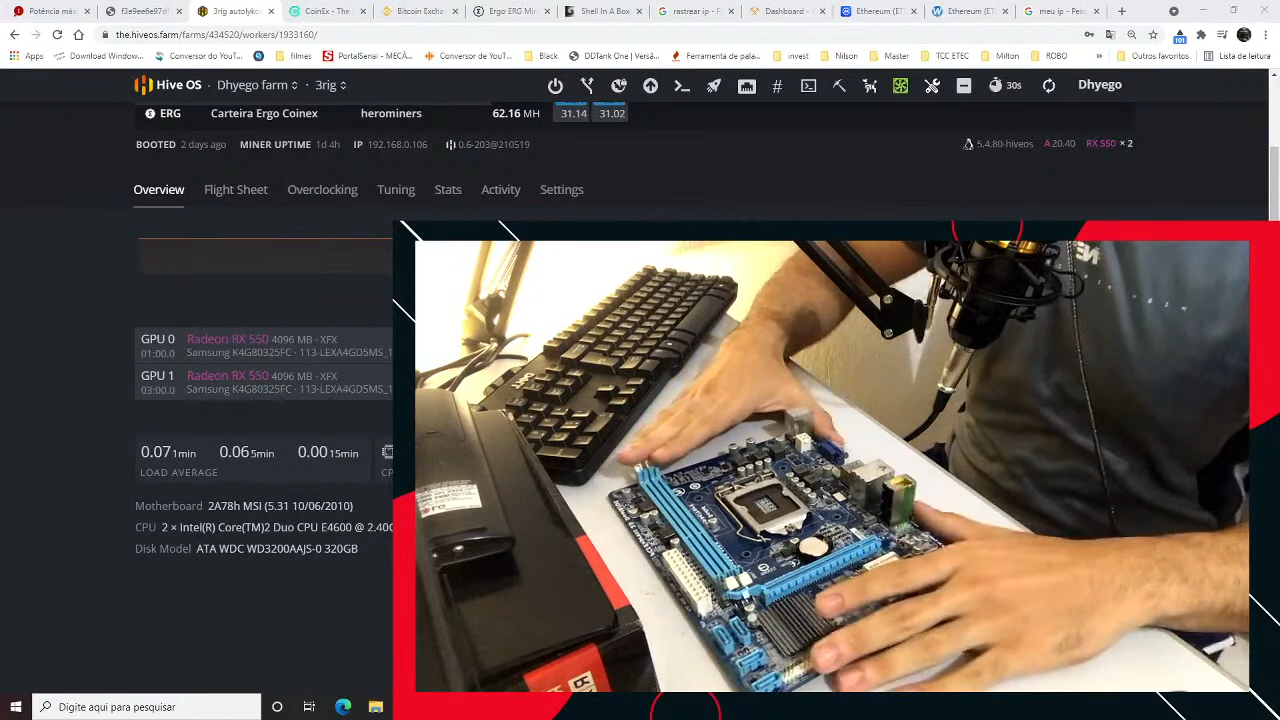 Potência máx
f3e9ee6e97dfl
3rig autolyko
CoinEx - The
Bitcoin Exchan
Ergo ERG Min
Shell In A Box
rastrear ip - P
Dashboard -
Ethereum (ET
Ethereum (ET
meu ip - Pesq
the.hiveos.farm/farms/434520/workers/1933160/
Apps
Download Window...
Conversor de YouT...
filmes
PortalSenai - MECÂ...
Conversor de YouT...
Black
DDTank One | Versã...
Ferramenta de pala...
invest
Nilson
Master
TCC ETEC
Milton
ROBO
Outros favoritos
Lista de leitura
Hive OS
Dhyego farm
3rig
30s
Dhyego
ERG Carteira Ergo Coinex herominers 62.16 MH 31.14 31.02
BOOTED 2 days ago MINER UPTIME 1d 4h IP 192.168.0.106 0.6-203@210519 5.4.80-hiveos A 20.40 RX 550 × 2
Overview Flight Sheet Overclocking Tuning Stats Activity Settings
GPU 0 Radeon RX 550 4096 MB · XFX
01:00.0 Samsung K4G80325FC · 113-LEXA4GD5MS_1
GPU 1 Radeon RX 550 4096 MB · XFX
03:00.0 Samsung K4G80325FC · 113-LEXA4GD5MS_1
0.07 1min 0.06 5min 0.00 15min
LOAD AVERAGE CP
Motherboard 2A78h MSI (5.31 10/06/2010)
CPU 2 × Intel(R) Core(TM)2 Duo CPU E4600 @ 2.40G
Disk Model ATA WDC WD3200AAJS-0 320GB
Digite aqui para pesquisar